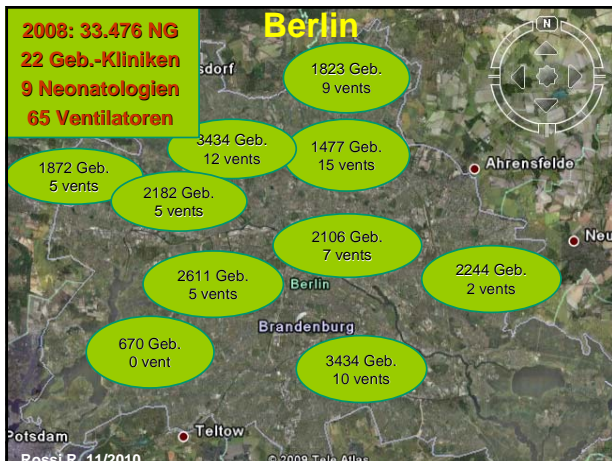 Berlin
2008: 33.476 NG
22 Geb.-Kliniken
9 Neonatologien
65 Ventilatoren
sdorf
N
1823 Geb.
9 vents
3434 Geb.
12 vents
1477 Geb.
15 vents
Ahrensfelde
1872 Geb.
5 vents
2182 Geb.
5 vents
2106 Geb.
7 vents
Neu
2244 Geb.
2 vents
2611 Geb.
5 vents
Berlin
Brandenburg
670 Geb.
0 vent
3434 Geb.
10 vents
Potsdam
Teltow
Rossi R. 11/2010
© 2009 Tele Atlas